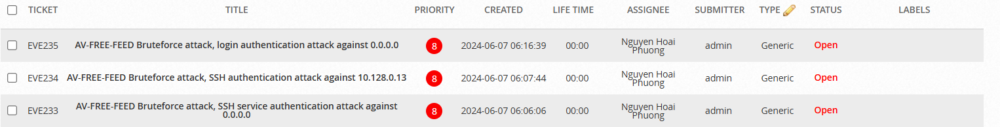 TICKET TITLE PRIORITY CREATED LIFE TIME ASSIGNEE SUBMITTER TYPE STATUS LABELS
EVE235 AV-FREE-FEED Bruteforce attack, login authentication attack against 0.0.0.0 8 2024-06-07 06:16:39 00:00 Nguyen Hoai Phuong admin Generic Open
EVE234 AV-FREE-FEED Bruteforce attack, SSH authentication attack against 10.128.0.13 8 2024-06-07 06:07:44 00:00 Nguyen Hoai Phuong admin Generic Open
EVE233 AV-FREE-FEED Bruteforce attack, SSH service authentication attack against 0.0.0.0 8 2024-06-07 06:06:06 00:00 Nguyen Hoai Phuong admin Generic Open